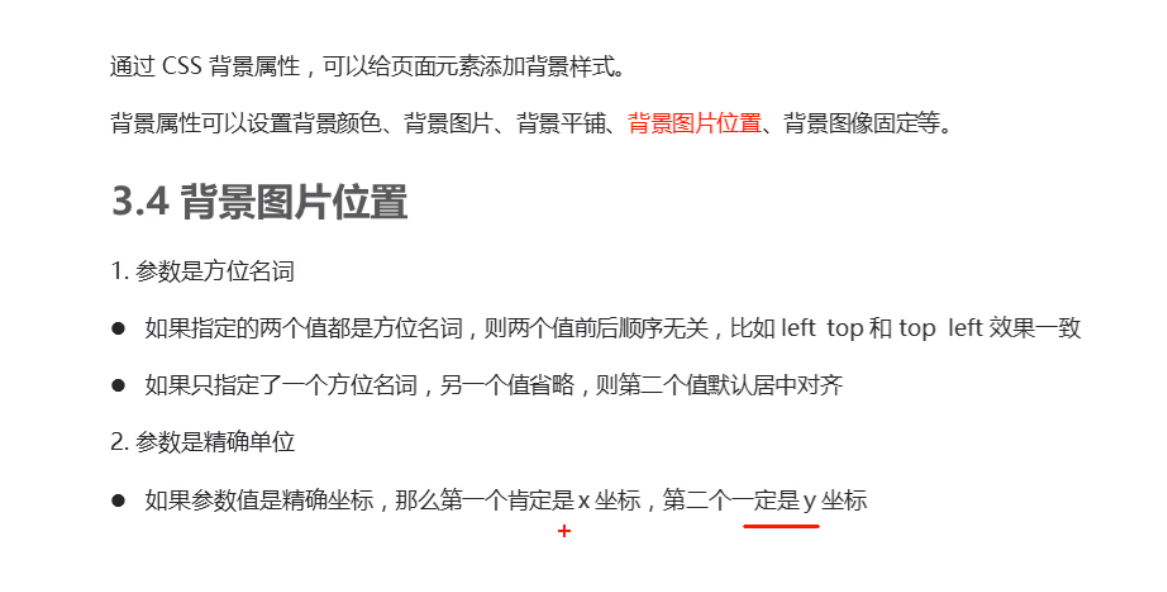 通过 CSS 背景属性，可以给页面元素添加背景样式。
背景属性可以设置背景颜色、背景图片、背景平铺、背景图片位置、背景图像固定等。
3.4 背景图片位置
1. 参数是方位名词
● 如果指定的两个值都是方位名词，则两个值前后顺序无关，比如 left top 和 top left 效果一致
● 如果只指定了一个方位名词，另一个值省略，则第二个值默认居中对齐
2. 参数是精确单位
● 如果参数值是精确坐标，那么第一个肯定是 x 坐标，第二个一定是 y 坐标